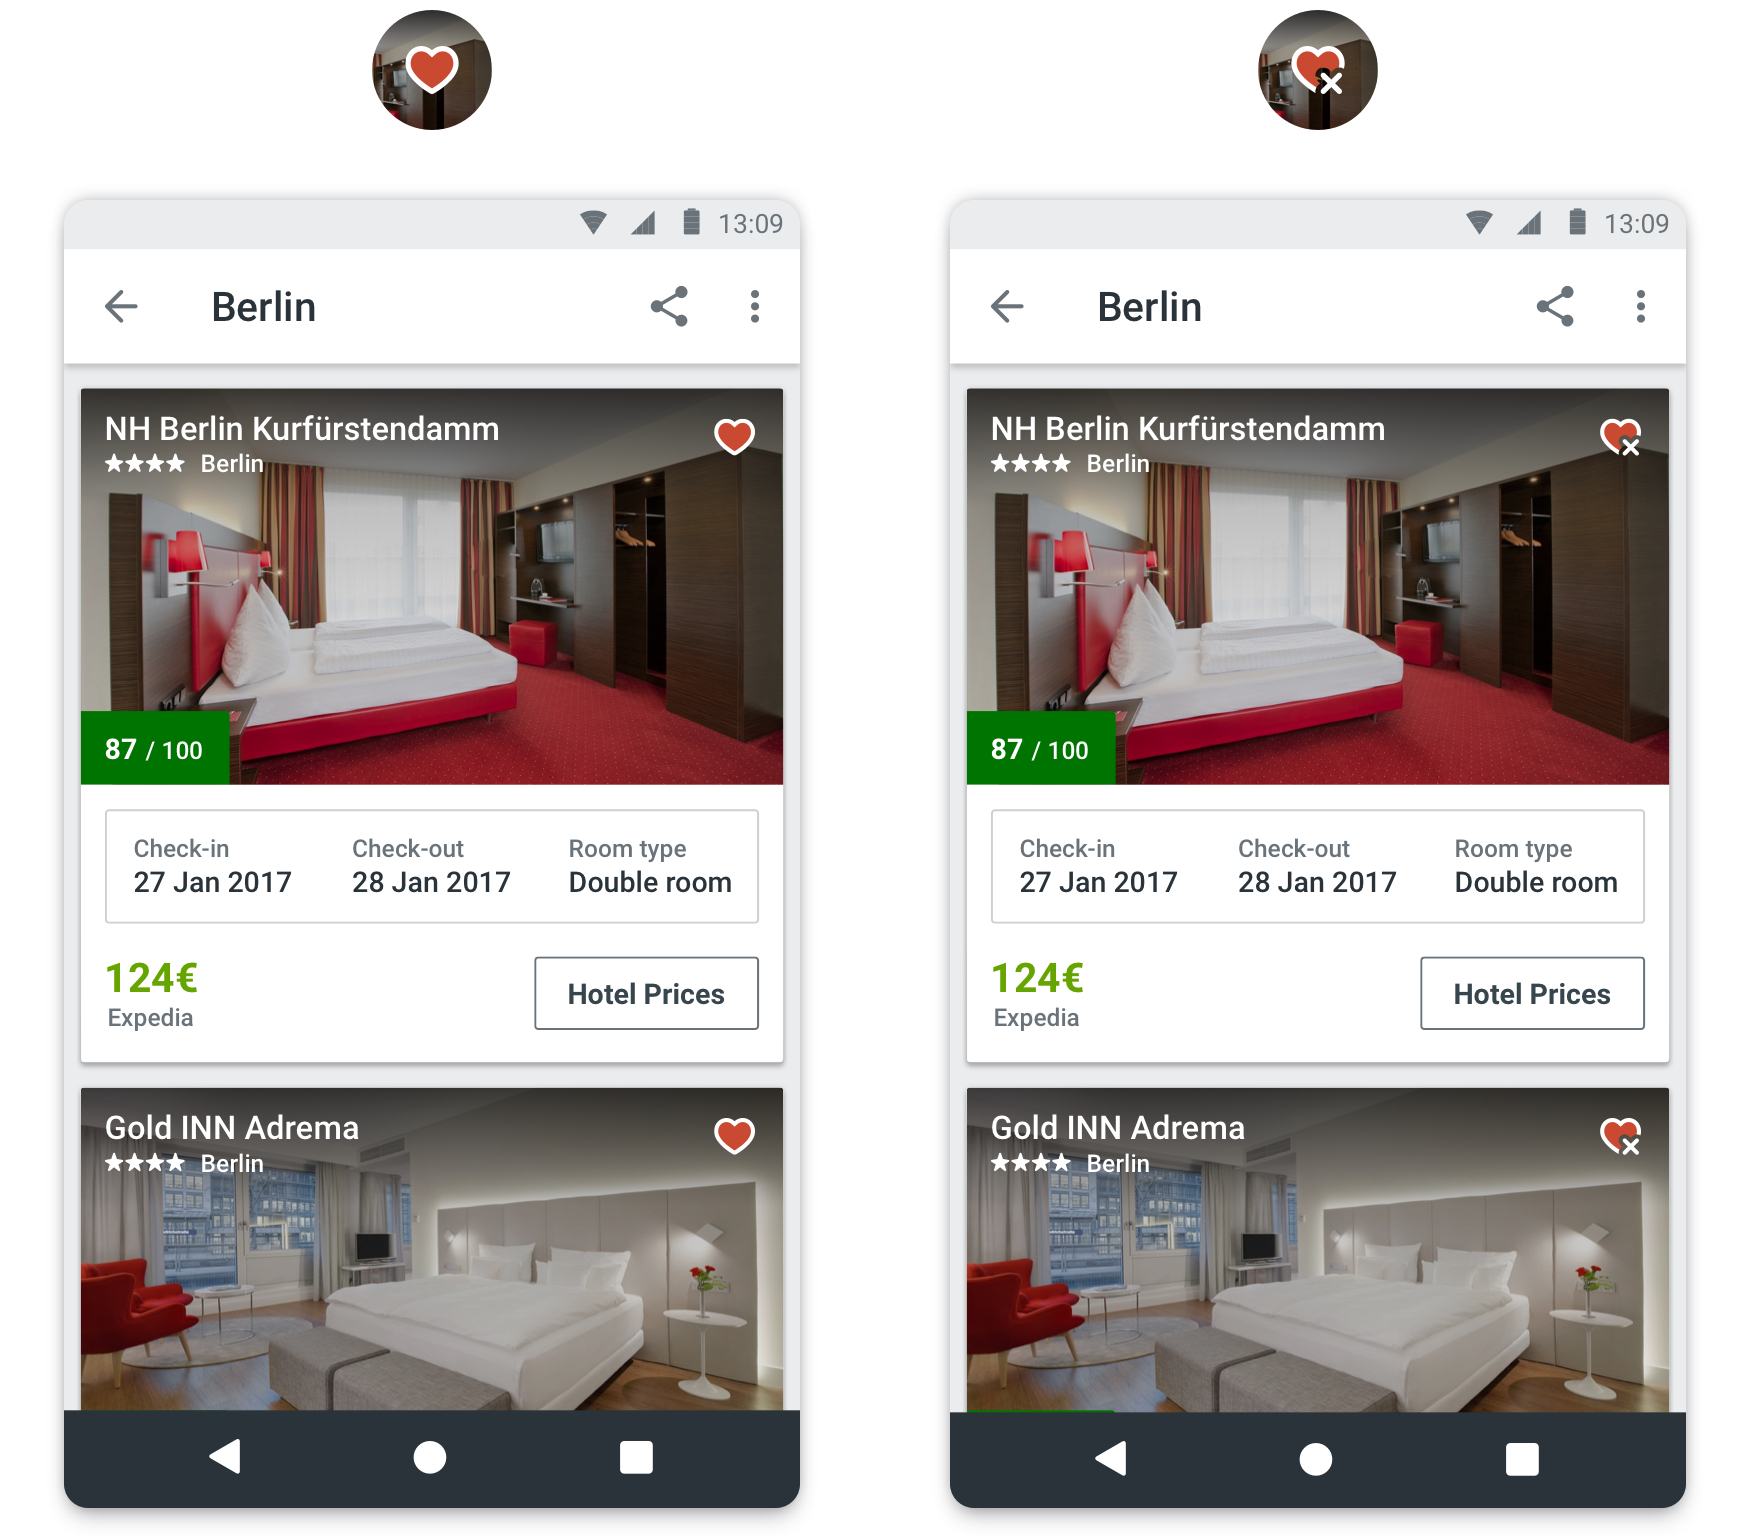 13:09
Berlin
NH Berlin Kurfürstendamm
Berlin
87 / 100
Check-in Check-out Room type
27 Jan 2017 28 Jan 2017 Double room
124€
Expedia
Hotel Prices
Gold INN Adrema
Berlin
13:09
Berlin
NH Berlin Kurfürstendamm
Berlin
87 / 100
Check-in Check-out Room type
27 Jan 2017 28 Jan 2017 Double room
124€
Expedia
Hotel Prices
Gold INN Adrema
Berlin